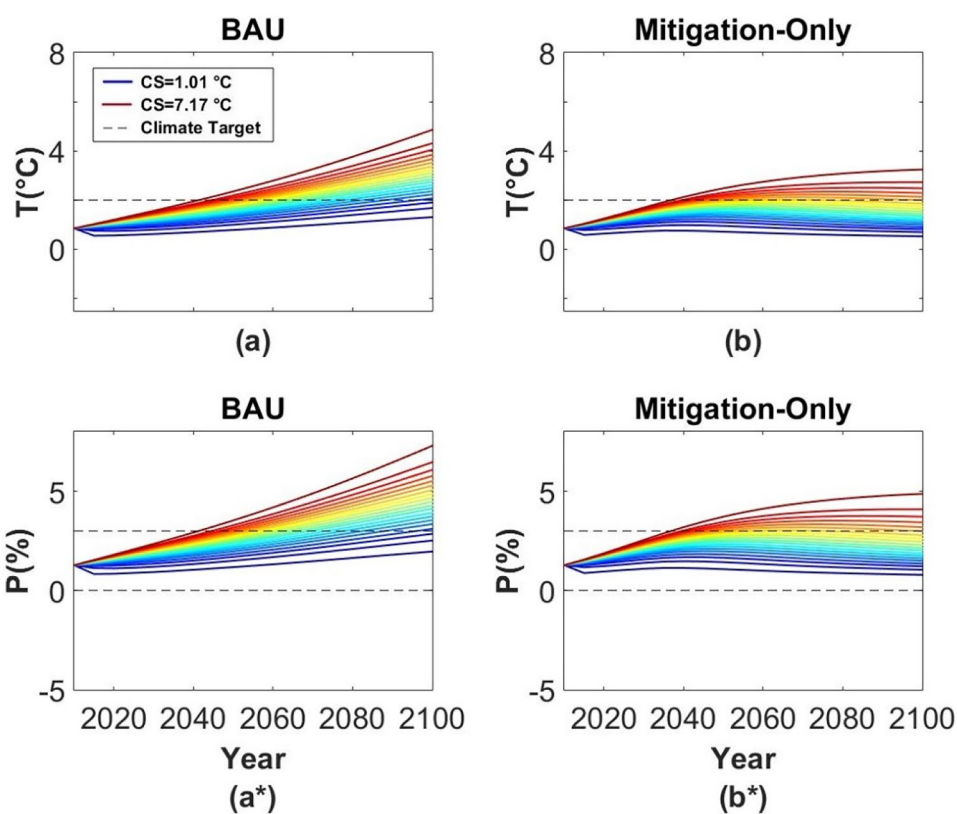 BAU
8
4
0
T(°C)
CS=1.01 °C
CS=7.17 °C
Climate Target
(a)
Mitigation-Only
8
4
0
T(°C)
(b)
BAU
5
0
-5
P(%)
2020 2040 2060 2080 2100
Year
(a*)
Mitigation-Only
5
0
-5
P(%)
2020 2040 2060 2080 2100
Year
(b*)